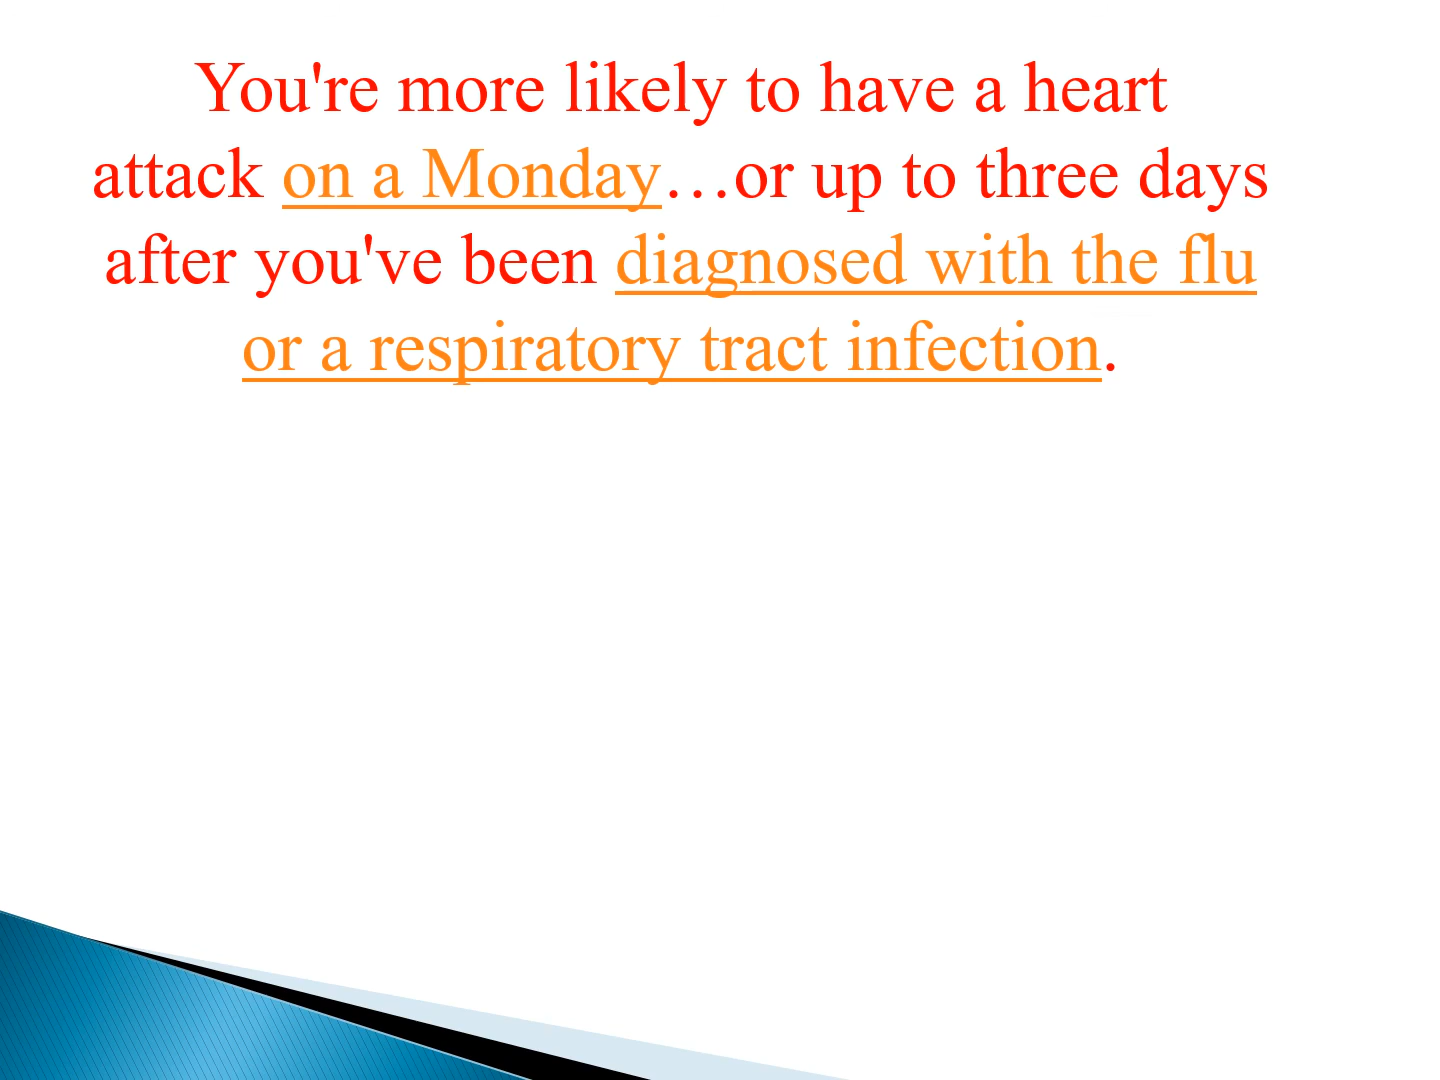 You're more likely to have a heart
attack on a Monday…or up to three days
after you've been diagnosed with the flu
or a respiratory tract infection.